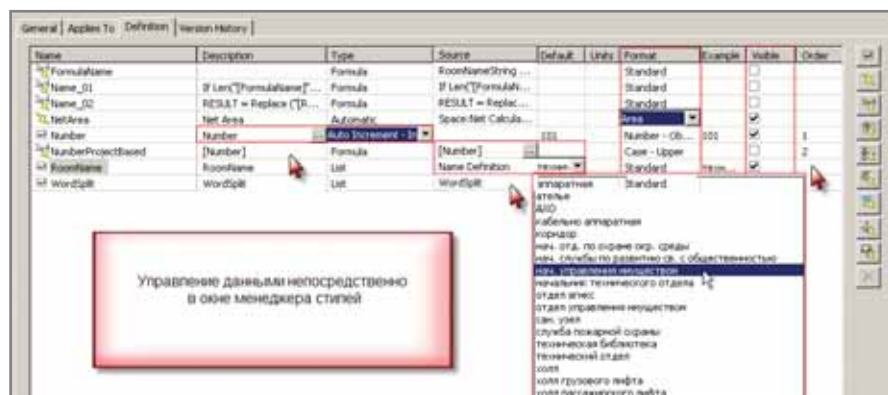 General Applies To Definition Version History
Name Description Type Source Default Units Format Example Visible Order
FormulaName Formula RoomNameString ... Standard
Name_01 If Len("[FormulaName]"... Formula If Len("[FormulaN... Standard
Name_02 RESULT = Replace ("[R... Formula RESULT = Replac... Standard
NetArea Net Area Automatic Space:Net Calcula... Area
Number Number ... Auto Increment - In 101 Number - Ob... 101 1
NumberProjectBased [Number] Formula [Number] ... Case - Upper 2
RoomName RoomName List Name Definition Standard
WordSplit WordSplit List WordSplit Standard
аппаратная
ателье
АХО
кабельно аппаратная
коридор
нач. отд. по охране окр. среды
нач. службы по развитию св. с общественностью
нач. управления имуществом
начальник технического отдела
отдел
отдел управления имуществом
сан. узел
служба пожарной охраны
техническая библиотека
технический отдел
холл
холл грузового лифта
холл пассажирского лифта
Управление данными непосредственно
в окне менеджера стилей